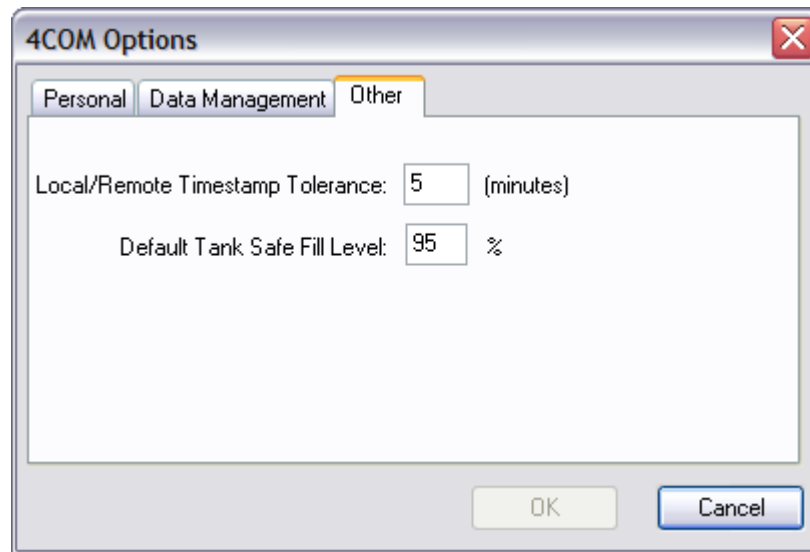 4COM Options
Personal Data Management Other
Local/Remote Timestamp Tolerance: 5 (minutes)
Default Tank Safe Fill Level: 95 %
OK Cancel